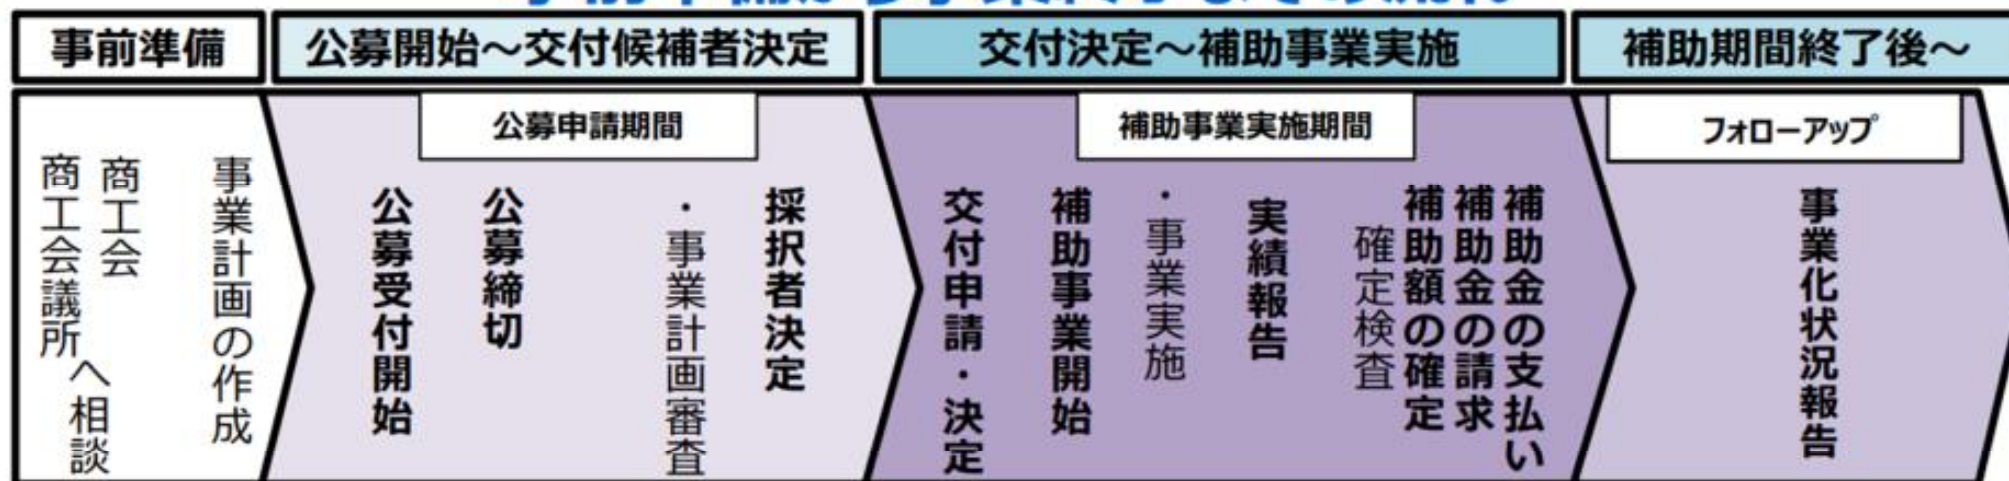 事前準備
公募開始～交付候補者決定
交付決定～補助事業実施
補助期間終了後～
商工会議所
商工会
へ相談
事業計画の作成
公募申請期間
公募受付開始
公募締切
・事業計画審査
採択者決定
補助事業実施期間
交付申請・決定
補助事業開始
・事業実施
実績報告
確定検査
補助額の確定
補助金の請求
補助金の支払い
フォローアップ
事業化状況報告